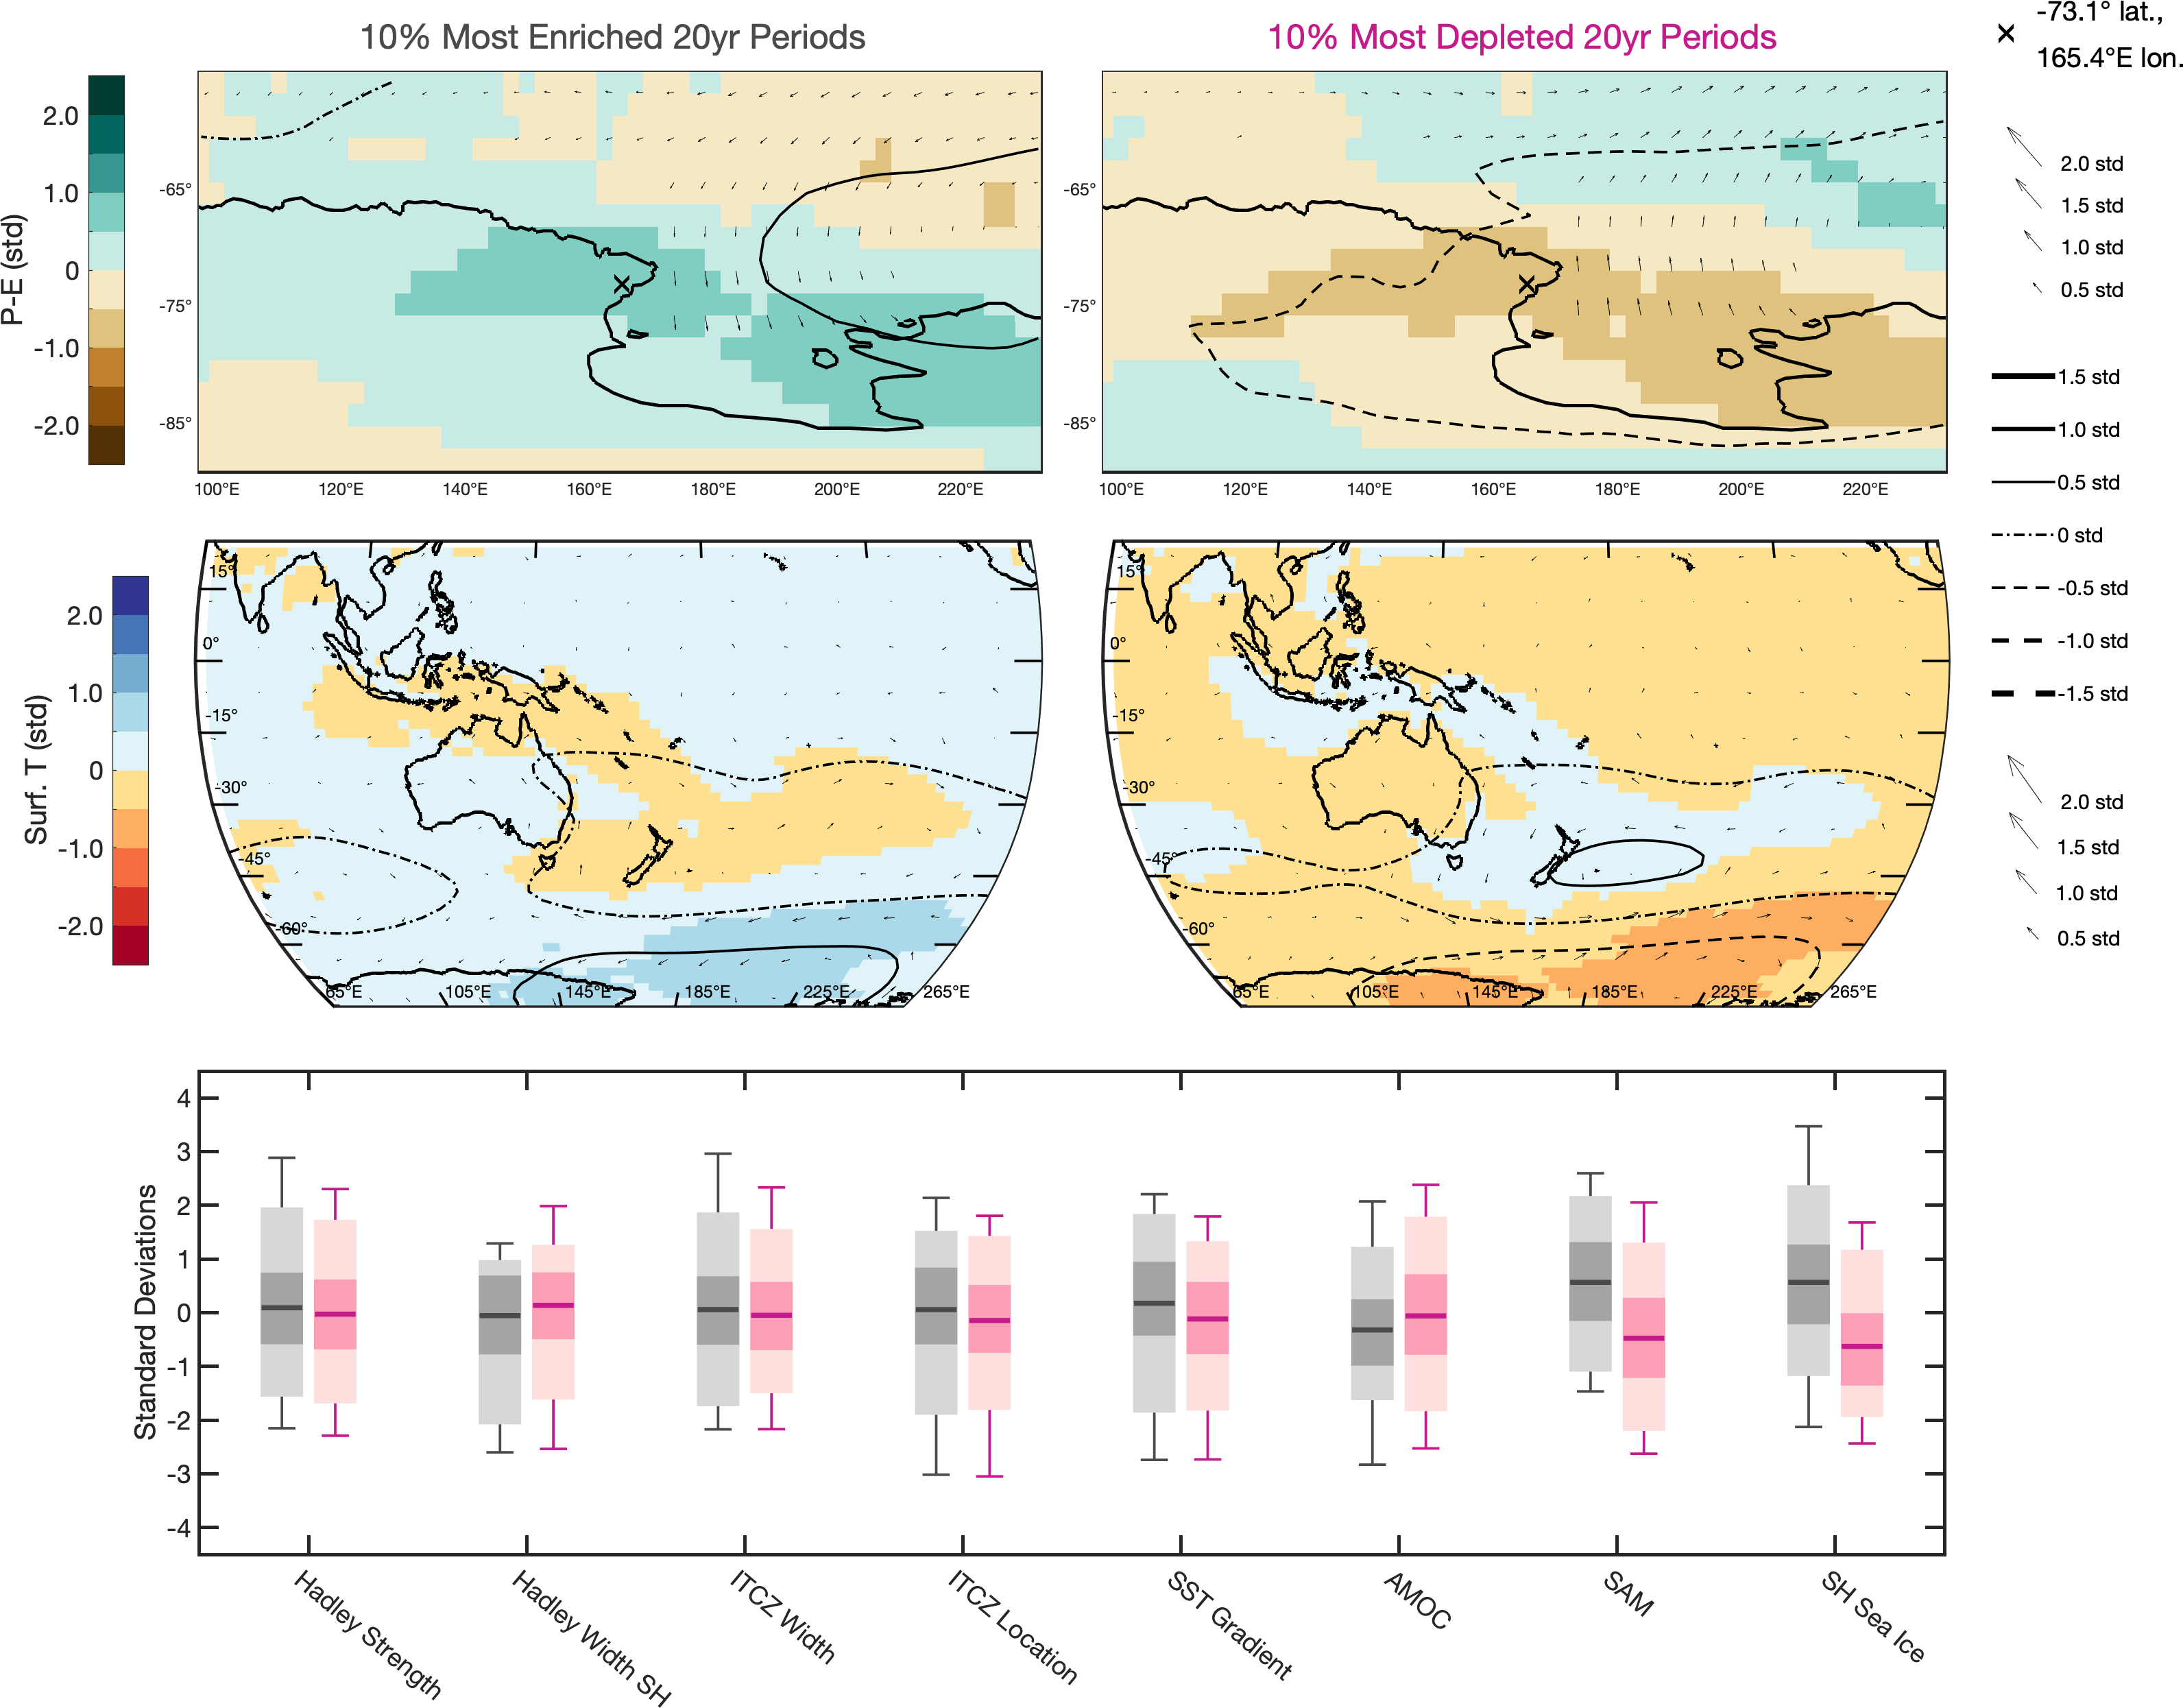 10% Most Enriched 20yr Periods
10% Most Depleted 20yr Periods
-73.1° lat.,
165.4°E lon.
P-E (std)
2.0
1.0
0
-1.0
-2.0
-65°
-75°
-85°
100°E 120°E 140°E 160°E 180°E 200°E 220°E
-65°
-75°
-85°
100°E 120°E 140°E 160°E 180°E 200°E 220°E
2.0 std
1.5 std
1.0 std
0.5 std
1.5 std
1.0 std
0.5 std
0 std
-0.5 std
-1.0 std
-1.5 std
2.0 std
1.5 std
1.0 std
0.5 std
Surf. T (std)
2.0
1.0
0
-1.0
-2.0
15°
0°
-15°
-30°
-45°
-60°
65°E 105°E 145°E 185°E 225°E 265°E
15°
0°
-15°
-30°
-45°
-60°
65°E 105°E 145°E 185°E 225°E 265°E
Standard Deviations
4
3
2
1
0
-1
-2
-3
-4
Hadley Strength
Hadley Width SH
ITCZ Width
ITCZ Location
SST Gradient
AMOC
SAM
SH Sea Ice